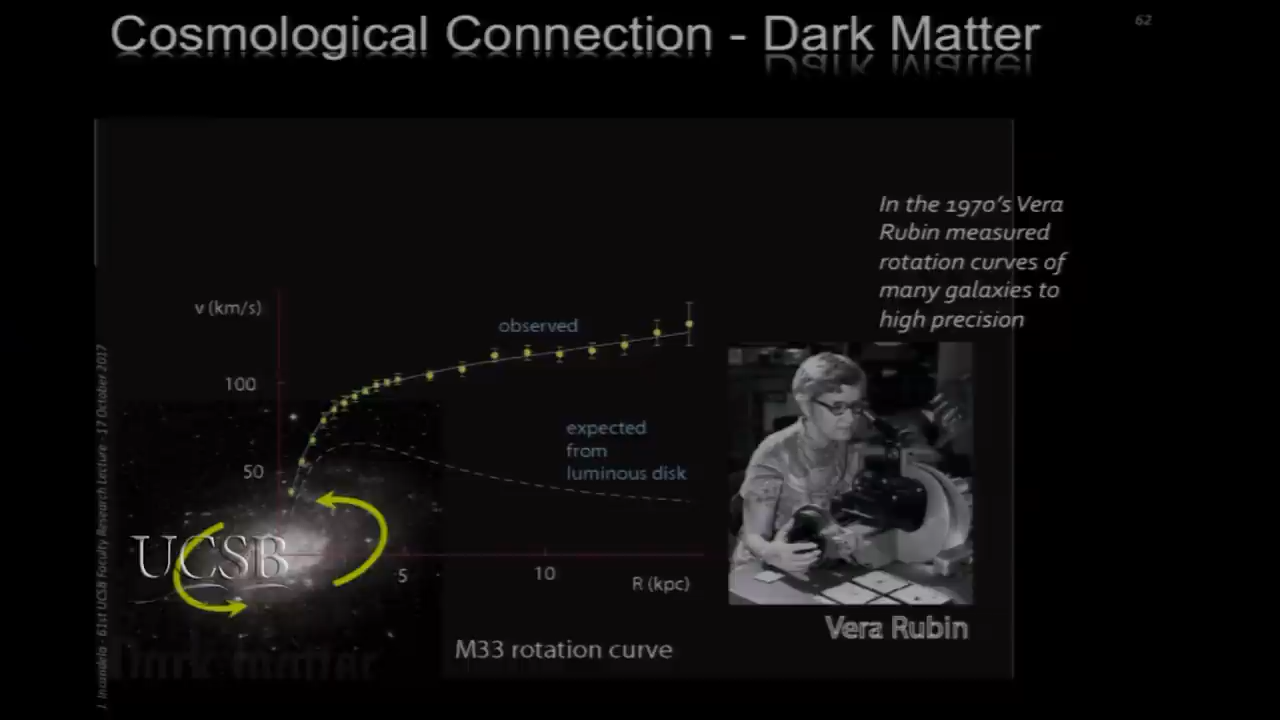 Cosmological Connection - Dark Matter
62
In the 1970's Vera
Rubin measured
rotation curves of
many galaxies to
high precision
v (km/s)
observed
100
expected
from
luminous disk
50
UCSB
5
10
R (kpc)
Vera Rubin
M33 rotation curve
Dark matter
J. Incandela - 61st UCSB Faculty Research Lecture - 17 October 2017